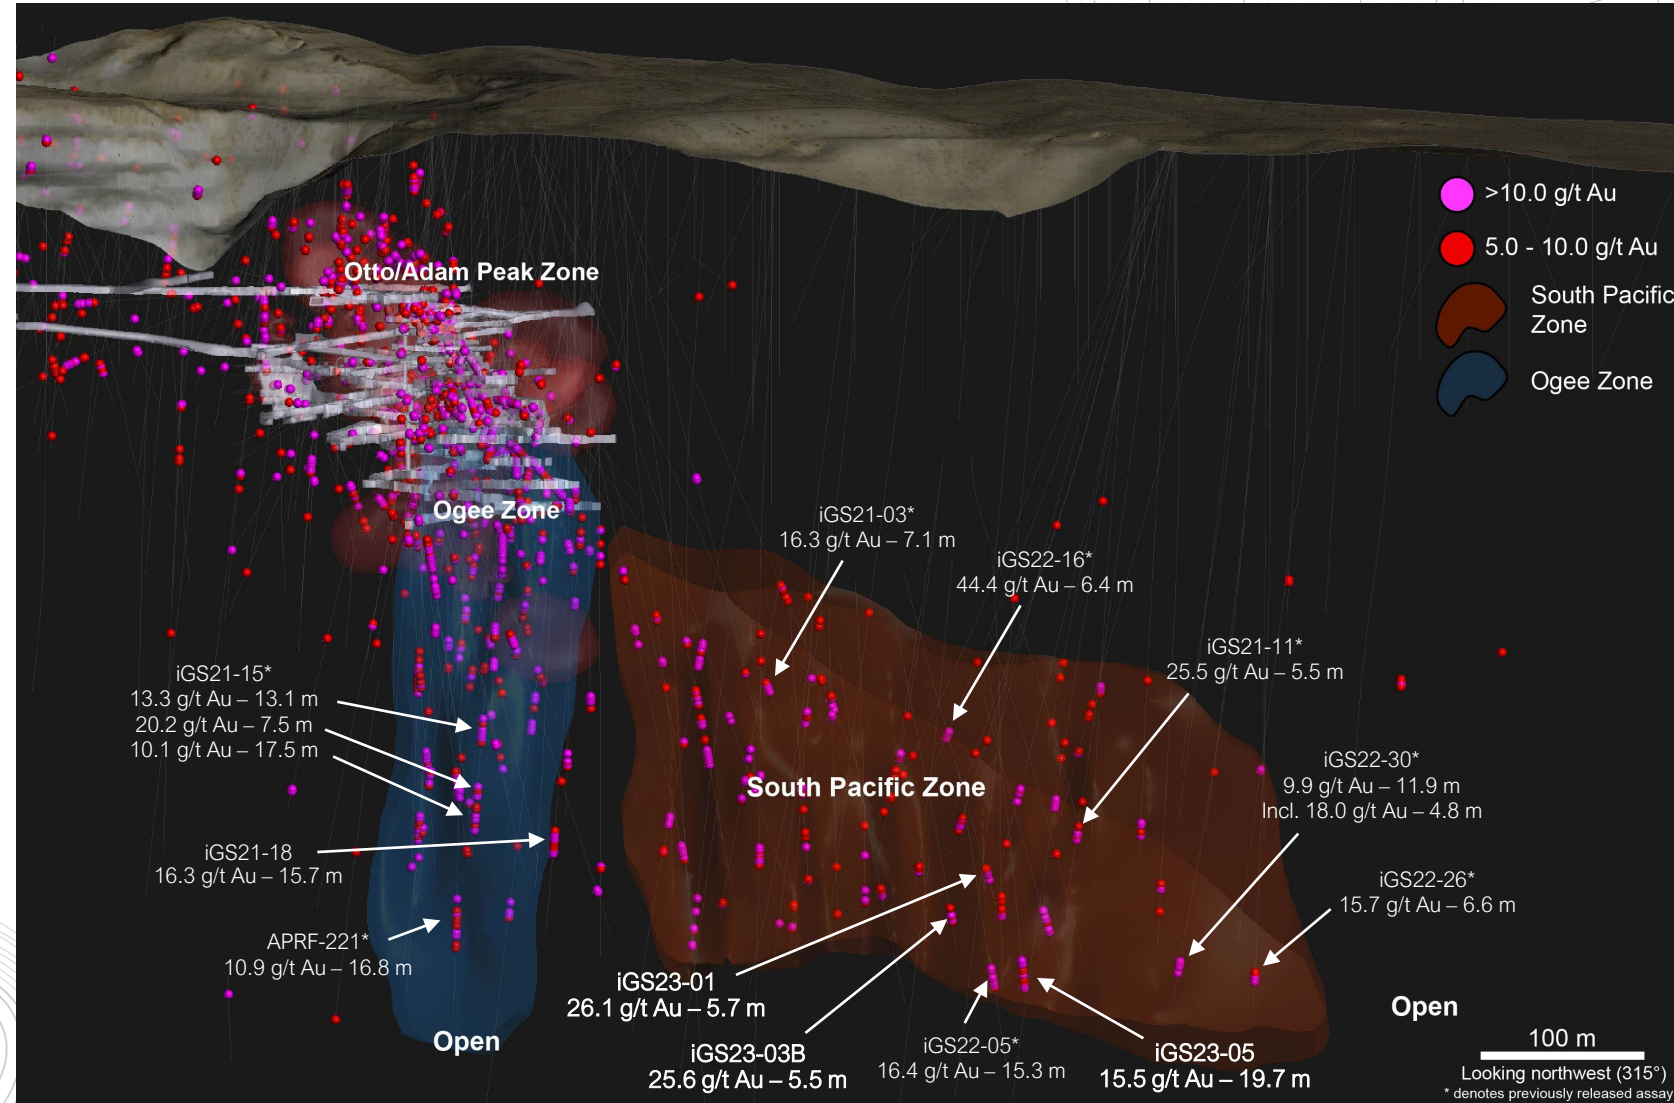 >10.0 g/t Au
5.0 - 10.0 g/t Au
South Pacific
Zone
Ogee Zone
Otto/Adam Peak Zone
Ogee Zone
iGS21-03*
16.3 g/t Au – 7.1 m
iGS22-16*
44.4 g/t Au – 6.4 m
iGS21-11*
25.5 g/t Au – 5.5 m
iGS21-15*
13.3 g/t Au – 13.1 m
20.2 g/t Au – 7.5 m
10.1 g/t Au – 17.5 m
South Pacific Zone
iGS22-30*
9.9 g/t Au – 11.9 m
Incl. 18.0 g/t Au – 4.8 m
iGS21-18
16.3 g/t Au – 15.7 m
iGS22-26*
15.7 g/t Au – 6.6 m
APRF-221*
10.9 g/t Au – 16.8 m
iGS23-01
26.1 g/t Au – 5.7 m
Open
Open
iGS23-03B
25.6 g/t Au – 5.5 m
iGS22-05*
16.4 g/t Au – 15.3 m
iGS23-05
15.5 g/t Au – 19.7 m
100 m
Looking northwest (315°)
* denotes previously released assay